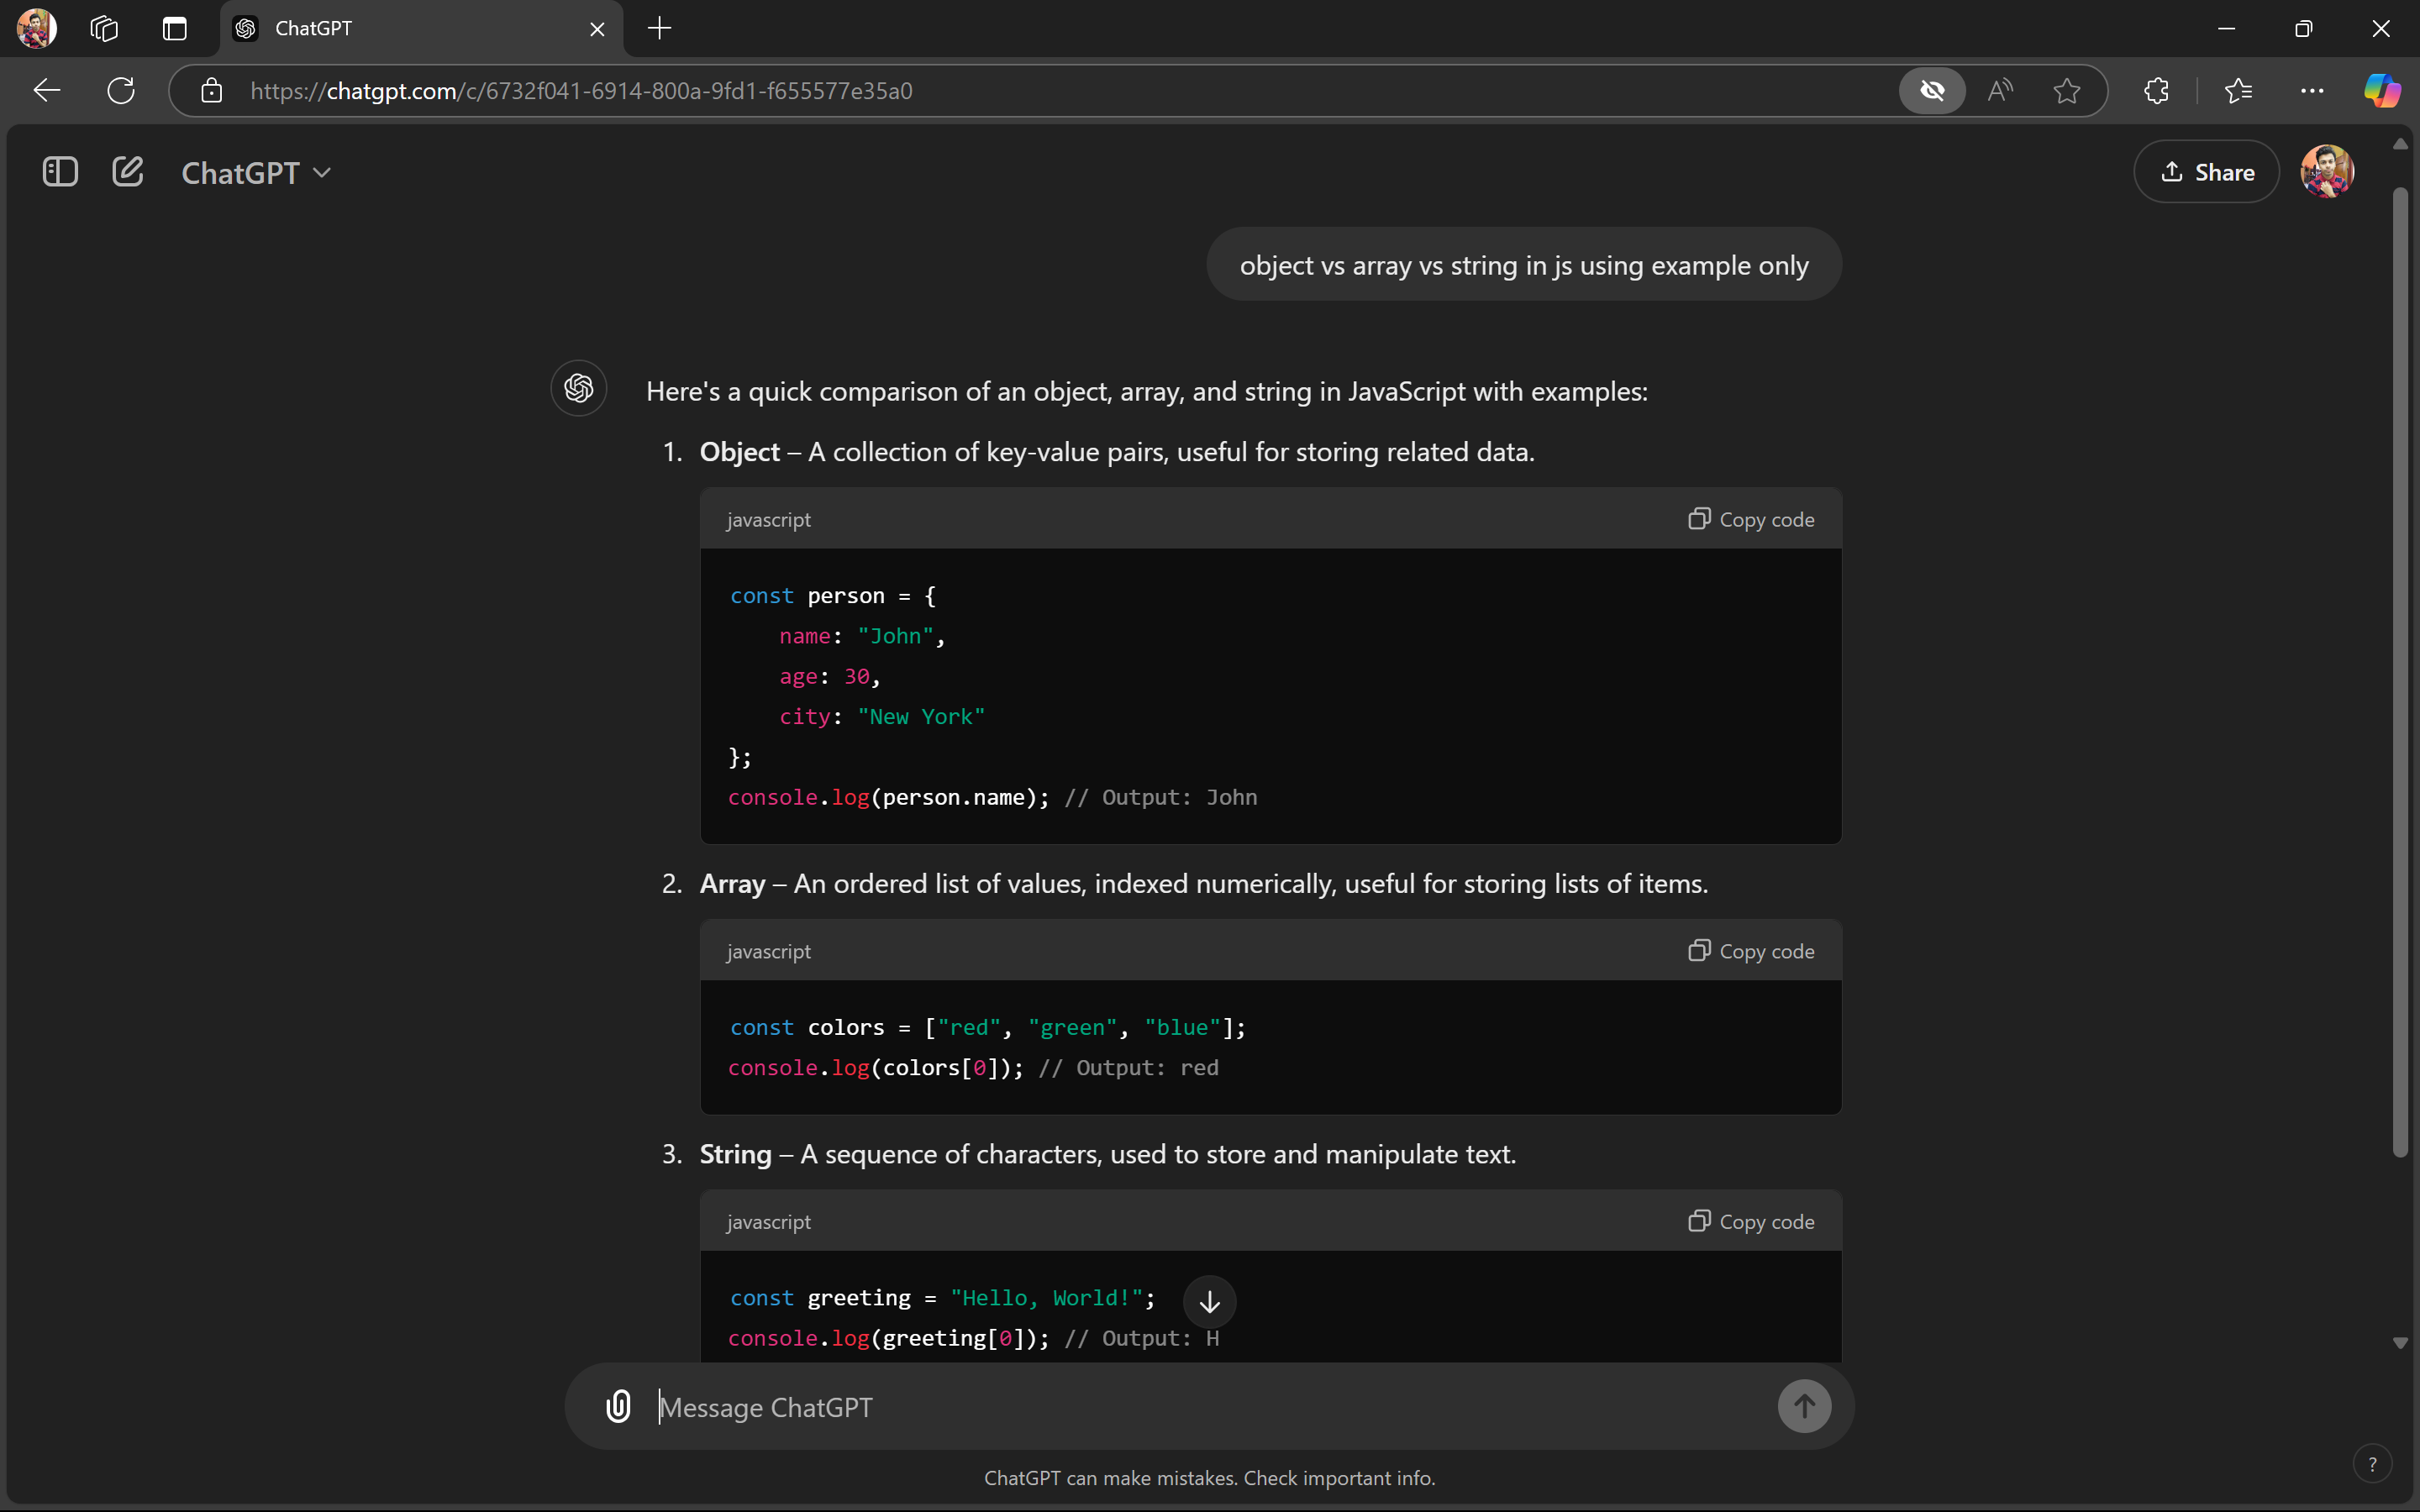 ChatGPT
https://chatgpt.com/c/6732f041-6914-800a-9fd1-f655577e35a0
ChatGPT
Share
object vs array vs string in js using example only
Here's a quick comparison of an object, array, and string in JavaScript with examples:
1. Object – A collection of key-value pairs, useful for storing related data.
javascript Copy code
const person = {
    name: "John",
    age: 30,
    city: "New York"
};
console.log(person.name); // Output: John
2. Array – An ordered list of values, indexed numerically, useful for storing lists of items.
javascript Copy code
const colors = ["red", "green", "blue"];
console.log(colors[0]); // Output: red
3. String – A sequence of characters, used to store and manipulate text.
javascript Copy code
const greeting = "Hello, World!";
console.log(greeting[0]); // Output: H
Message ChatGPT
ChatGPT can make mistakes. Check important info.
?